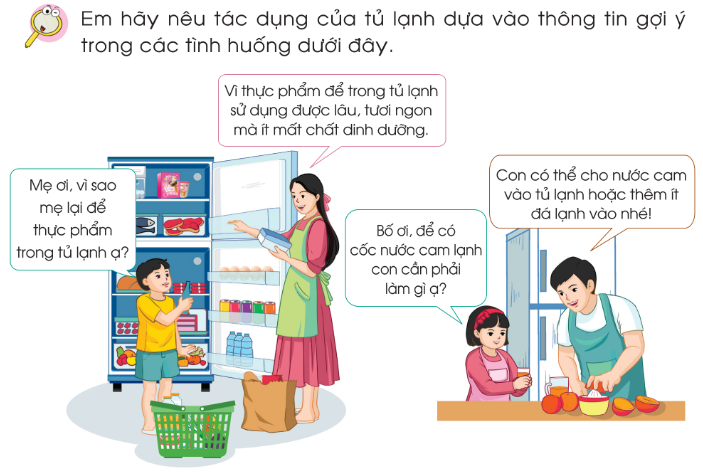 Em hãy nêu tác dụng của tủ lạnh dựa vào thông tin gợi ý
trong các tình huống dưới đây.
Vì thực phẩm để trong tủ lạnh
sử dụng được lâu, tươi ngon
mà ít mất chất dinh dưỡng.
Mẹ ơi, vì sao
mẹ lại để
thực phẩm
trong tủ lạnh ạ?
Bố ơi, để có
cốc nước cam lạnh
con cần phải
làm gì ạ?
Con có thể cho nước cam
vào tủ lạnh hoặc thêm ít
đá lạnh vào nhé!